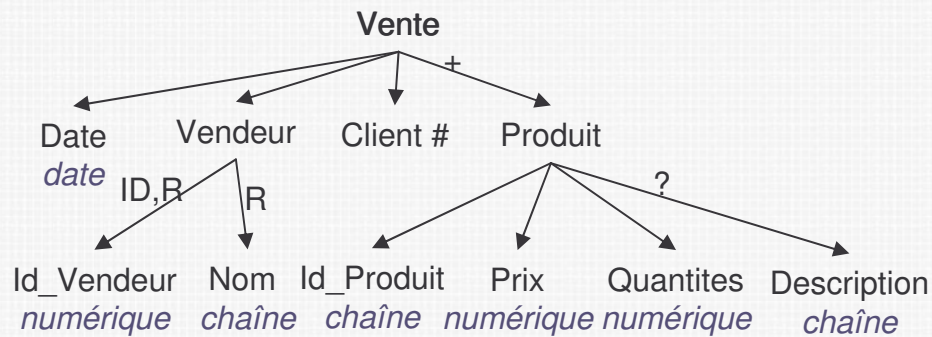 Vente
+
Date Vendeur Client # Produit
date
ID,R R ?
Id_Vendeur Nom Id_Produit Prix Quantites Description
numérique chaîne chaîne numérique numérique chaîne